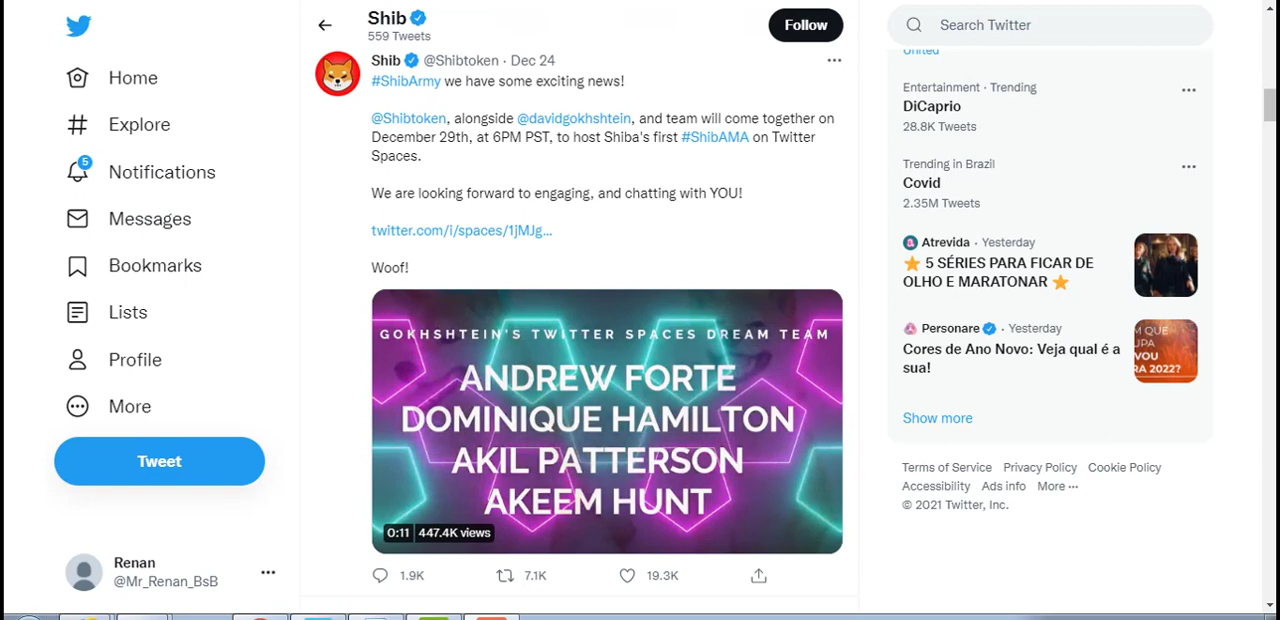 Shib
559 Tweets
Follow
Search Twitter
Home
Explore
5
Notifications
Messages
Bookmarks
Lists
Profile
More
Tweet
Renan
@Mr_Renan_BsB
Shib @Shibtoken · Dec 24
#ShibArmy we have some exciting news!
@Shibtoken, alongside @davidgokhshtein, and team will come together on
December 29th, at 6PM PST, to host Shiba's first #ShibAMA on Twitter
Spaces.
We are looking forward to engaging, and chatting with YOU!
twitter.com/i/spaces/1jMJg...
Woof!
GOKHSHTEIN'S TWITTER SPACES DREAM TEAM
ANDREW FORTE
DOMINIQUE HAMILTON
AKIL PATTERSON
AKEEM HUNT
0:11 447.4K views
1.9K 7.1K 19.3K
United
Entertainment · Trending
DiCaprio
28.8K Tweets
Trending in Brazil
Covid
2.35M Tweets
Atrevida · Yesterday
5 SÉRIES PARA FICAR DE
OLHO E MARATONAR
Personare · Yesterday
Cores de Ano Novo: Veja qual é a
sua!
M QUE
UPA
VOU
RA 2022?
Show more
Terms of Service Privacy Policy Cookie Policy
Accessibility Ads info More ···
© 2021 Twitter, Inc.